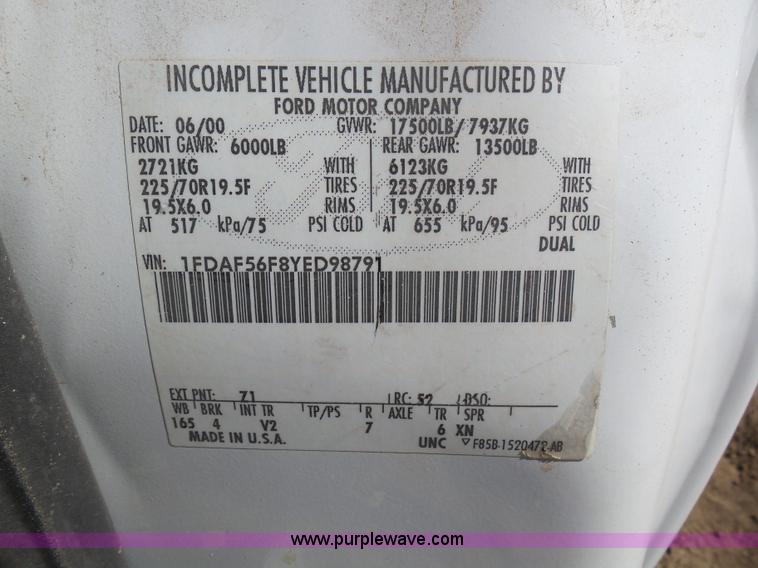 INCOMPLETE VEHICLE MANUFACTURED BY
FORD MOTOR COMPANY
DATE: 06/00 GVWR: 17500LB/ 7937KG
FRONT GAWR: 6000LB REAR GAWR: 13500LB
2721KG WITH 6123KG WITH
225/70R19.5F TIRES 225/70R19.5F TIRES
19.5X6.0 RIMS 19.5X6.0 RIMS
AT 517 kPa/75 PSI COLD AT 655 kPa/95 PSI COLD
DUAL
VIN: 1FDAF56F8YED98791
EXT PNT: Z1 RC: 52 DSO:
WB BRK INT TR TP/PS R AXLE TR SPR
165 4 V2 7 6 XN
MADE IN U.S.A. UNC F85B-1520472-AB
www.purplewave.com